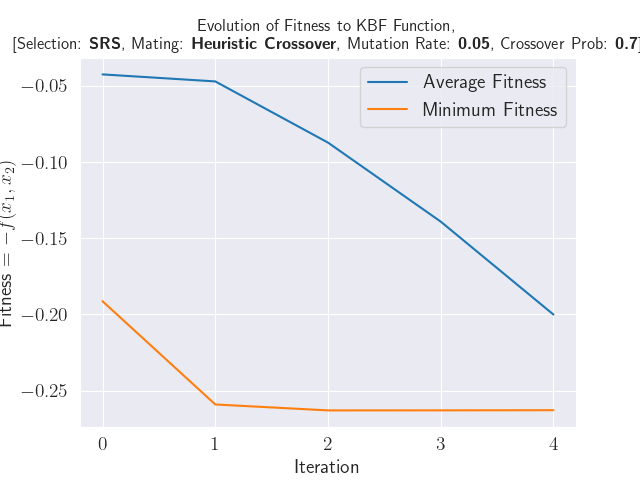 Evolution of Fitness to KBF Function,
[Selection: SRS, Mating: Heuristic Crossover, Mutation Rate: 0.05, Crossover Prob: 0.7]
Average Fitness
Minimum Fitness
Fitness = −f(x₁, x₂)
−0.05
−0.10
−0.15
−0.20
−0.25
0 1 2 3 4
Iteration